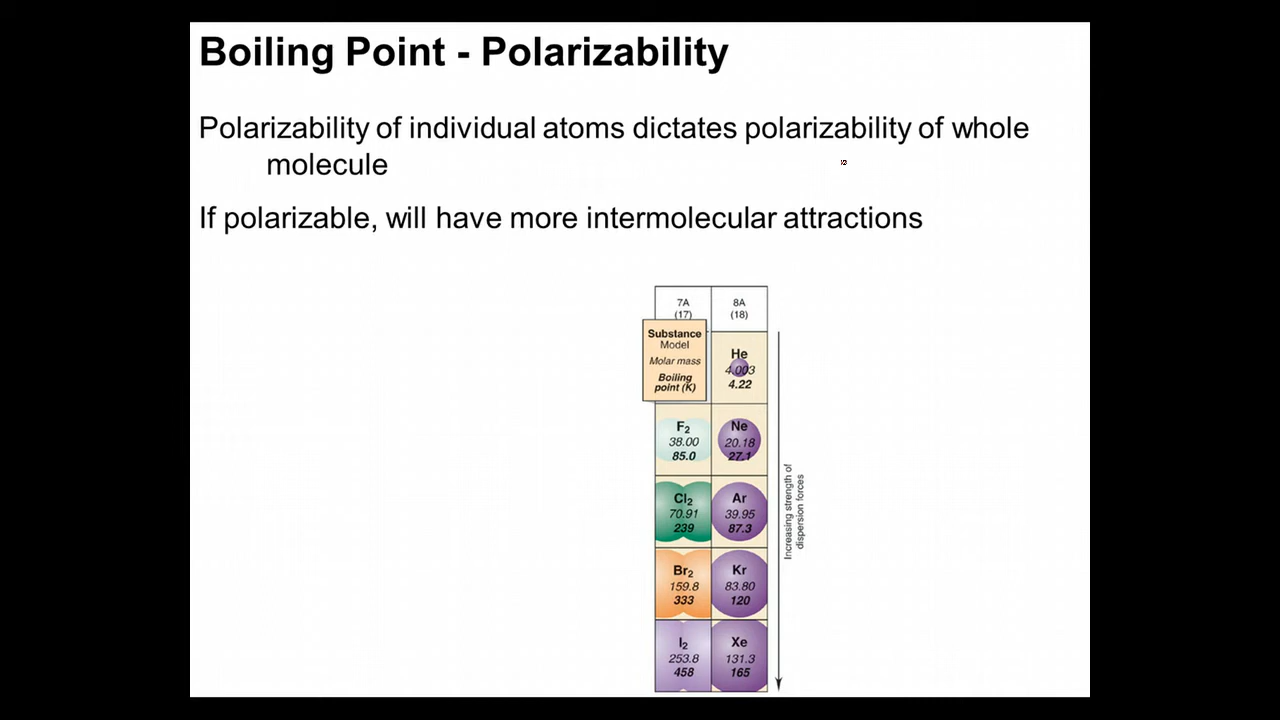 Boiling Point - Polarizability
Polarizability of individual atoms dictates polarizability of whole
molecule
If polarizable, will have more intermolecular attractions
7A
(17)
8A
(18)
Substance
Model
Molar mass
Boiling
point (K)
He
4.003
4.22
F2
38.00
85.0
Ne
20.18
27.1
Cl2
70.91
239
Ar
39.95
87.3
Br2
159.8
333
Kr
83.80
120
I2
253.8
458
Xe
131.3
165
Increasing strength of
dispersion forces